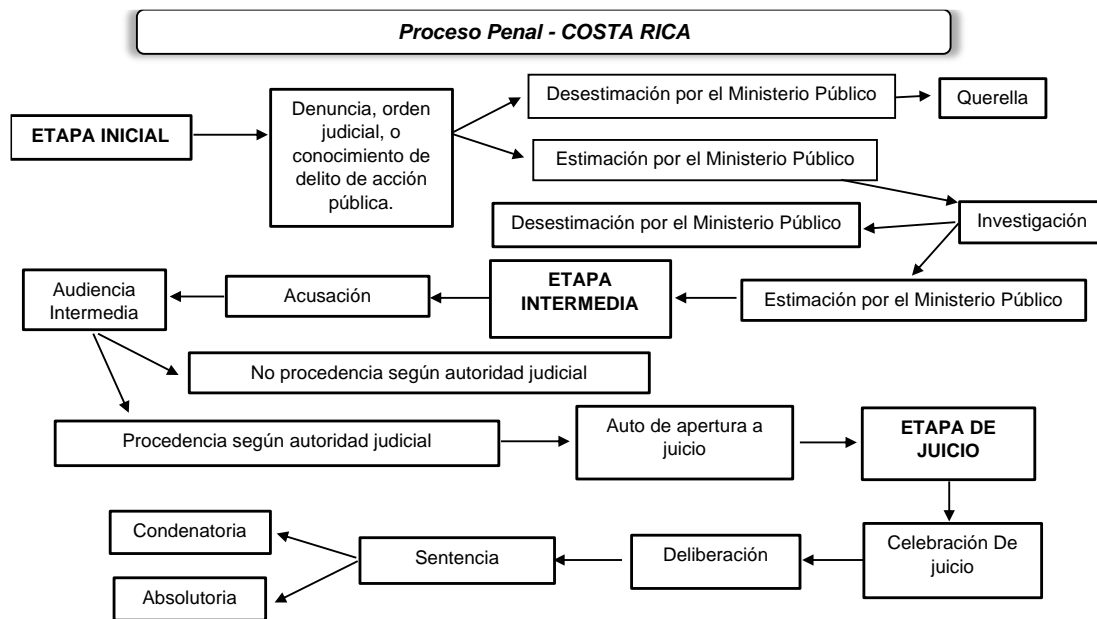 Proceso Penal - COSTA RICA
ETAPA INICIAL
Denuncia, orden
judicial, o
conocimiento de
delito de acción
pública.
Desestimación por el Ministerio Público
Querella
Estimación por el Ministerio Público
Investigación
Desestimación por el Ministerio Público
Estimación por el Ministerio Público
ETAPA
INTERMEDIA
Acusación
Audiencia
Intermedia
No procedencia según autoridad judicial
Procedencia según autoridad judicial
Auto de apertura a
juicio
ETAPA DE
JUICIO
Celebración De
juicio
Deliberación
Sentencia
Condenatoria
Absolutoria